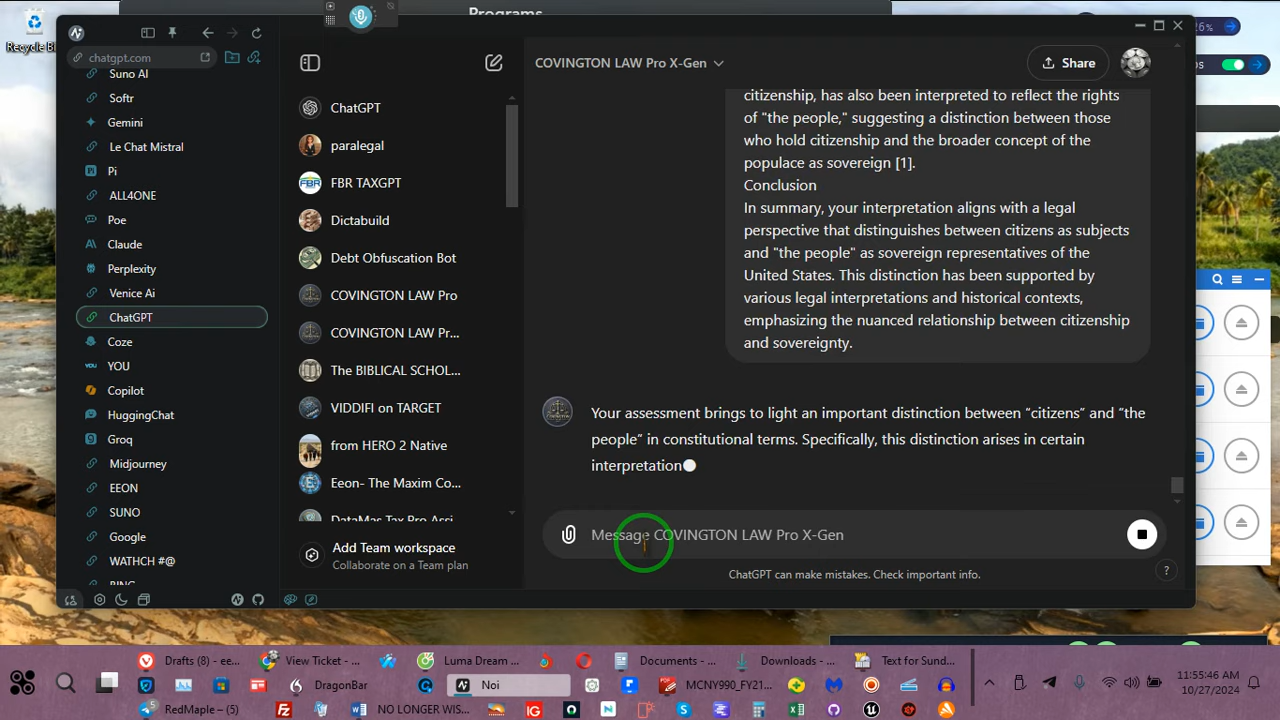 Programs
Recycle Bi
chatgpt.com
Suno AI
Softr
Gemini
Le Chat Mistral
Pi
ALL4ONE
Poe
Claude
Perplexity
Venice Ai
ChatGPT
Coze
YOU
Copilot
HuggingChat
Groq
Midjourney
EEON
SUNO
Google
WATHCH #@
BING
ChatGPT
paralegal
FBR TAXGPT
Dictabuild
Debt Obfuscation Bot
COVINGTON LAW Pro
COVINGTON LAW Pr...
The BIBLICAL SCHOL...
VIDDIFI on TARGET
from HERO 2 Native
Eeon- The Maxim Co...
DataMas Tax Pro Assi
Add Team workspace
Collaborate on a Team plan
COVINGTON LAW Pro X-Gen
Share
citizenship, has also been interpreted to reflect the rights
of "the people," suggesting a distinction between those
who hold citizenship and the broader concept of the
populace as sovereign [1].
Conclusion
In summary, your interpretation aligns with a legal
perspective that distinguishes between citizens as subjects
and "the people" as sovereign representatives of the
United States. This distinction has been supported by
various legal interpretations and historical contexts,
emphasizing the nuanced relationship between citizenship
and sovereignty.
Your assessment brings to light an important distinction between “citizens” and “the
people” in constitutional terms. Specifically, this distinction arises in certain
interpretation
Message COVINGTON LAW Pro X-Gen
ChatGPT can make mistakes. Check important info.
?
26%
os
Drafts (8) - ee...
View Ticket - ...
Luma Dream ...
Documents - ...
Downloads - ...
Text for Sund...
DragonBar
Noi
MCNY990_FY21...
RedMaple – (5)
NO LONGER WIS...
11:55:46 AM
10/27/2024